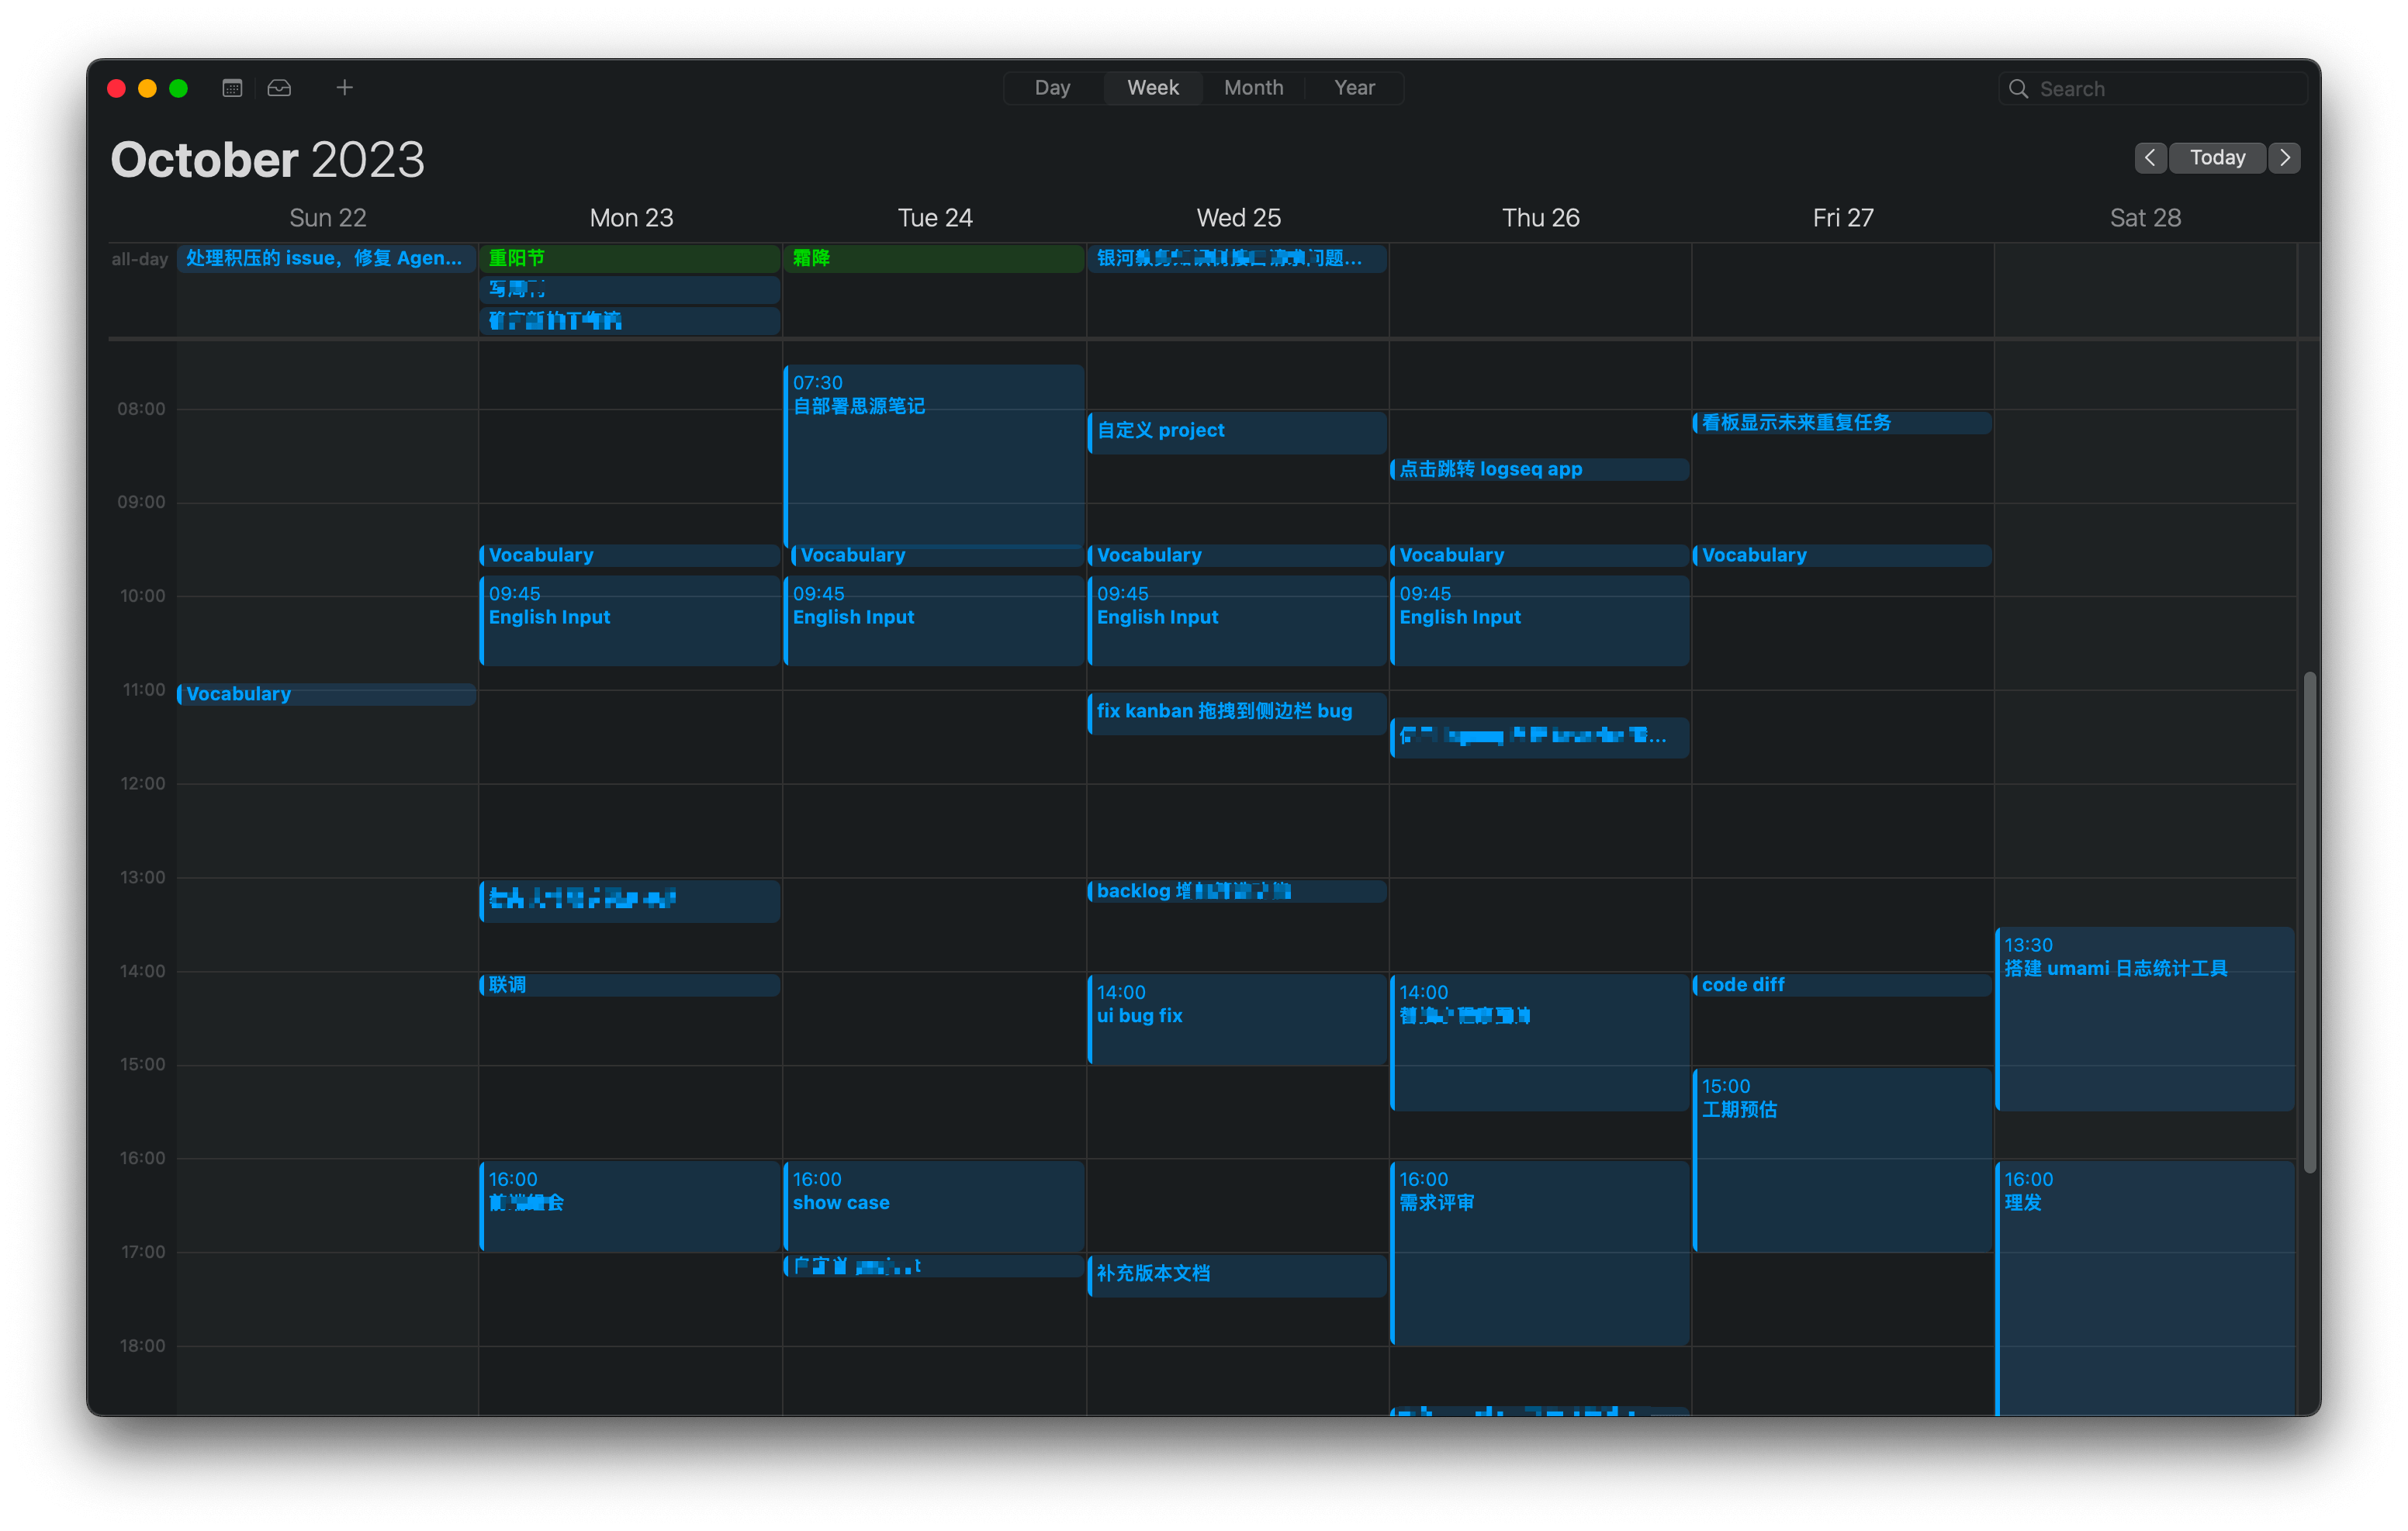 Day Week Month Year
Search
October 2023
Today
Sun 22 Mon 23 Tue 24 Wed 25 Thu 26 Fri 27 Sat 28
all-day
处理积压的 issue，修复 Agen...
重阳节
霜降
银河
问题...
07:30
自部署思源笔记
08:00
自定义 project
看板显示未来重复任务
点击跳转 logseq app
09:00
Vocabulary
Vocabulary
Vocabulary
Vocabulary
Vocabulary
09:45
English Input
09:45
English Input
09:45
English Input
09:45
English Input
10:00
11:00
Vocabulary
fix kanban 拖拽到侧边栏 bug
12:00
13:00
backlog
13:30
搭建 umami 日志统计工具
14:00
联调
14:00
ui bug fix
14:00
code diff
15:00
15:00
工期预估
16:00
16:00
16:00
show case
16:00
需求评审
16:00
理发
17:00
补充版本文档
18:00